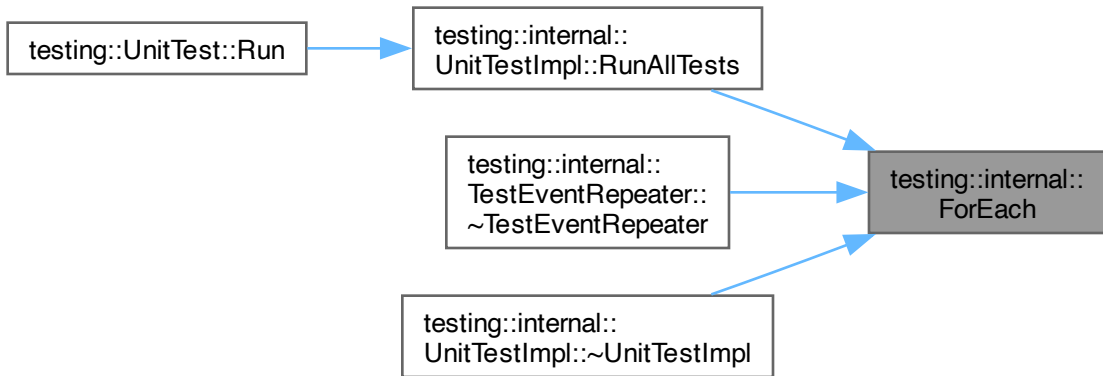 testing::UnitTest::Run
testing::internal::
UnitTestImpl::RunAllTests
testing::internal::
TestEventRepeater::
~TestEventRepeater
testing::internal::
UnitTestImpl::~UnitTestImpl
testing::internal::
ForEach